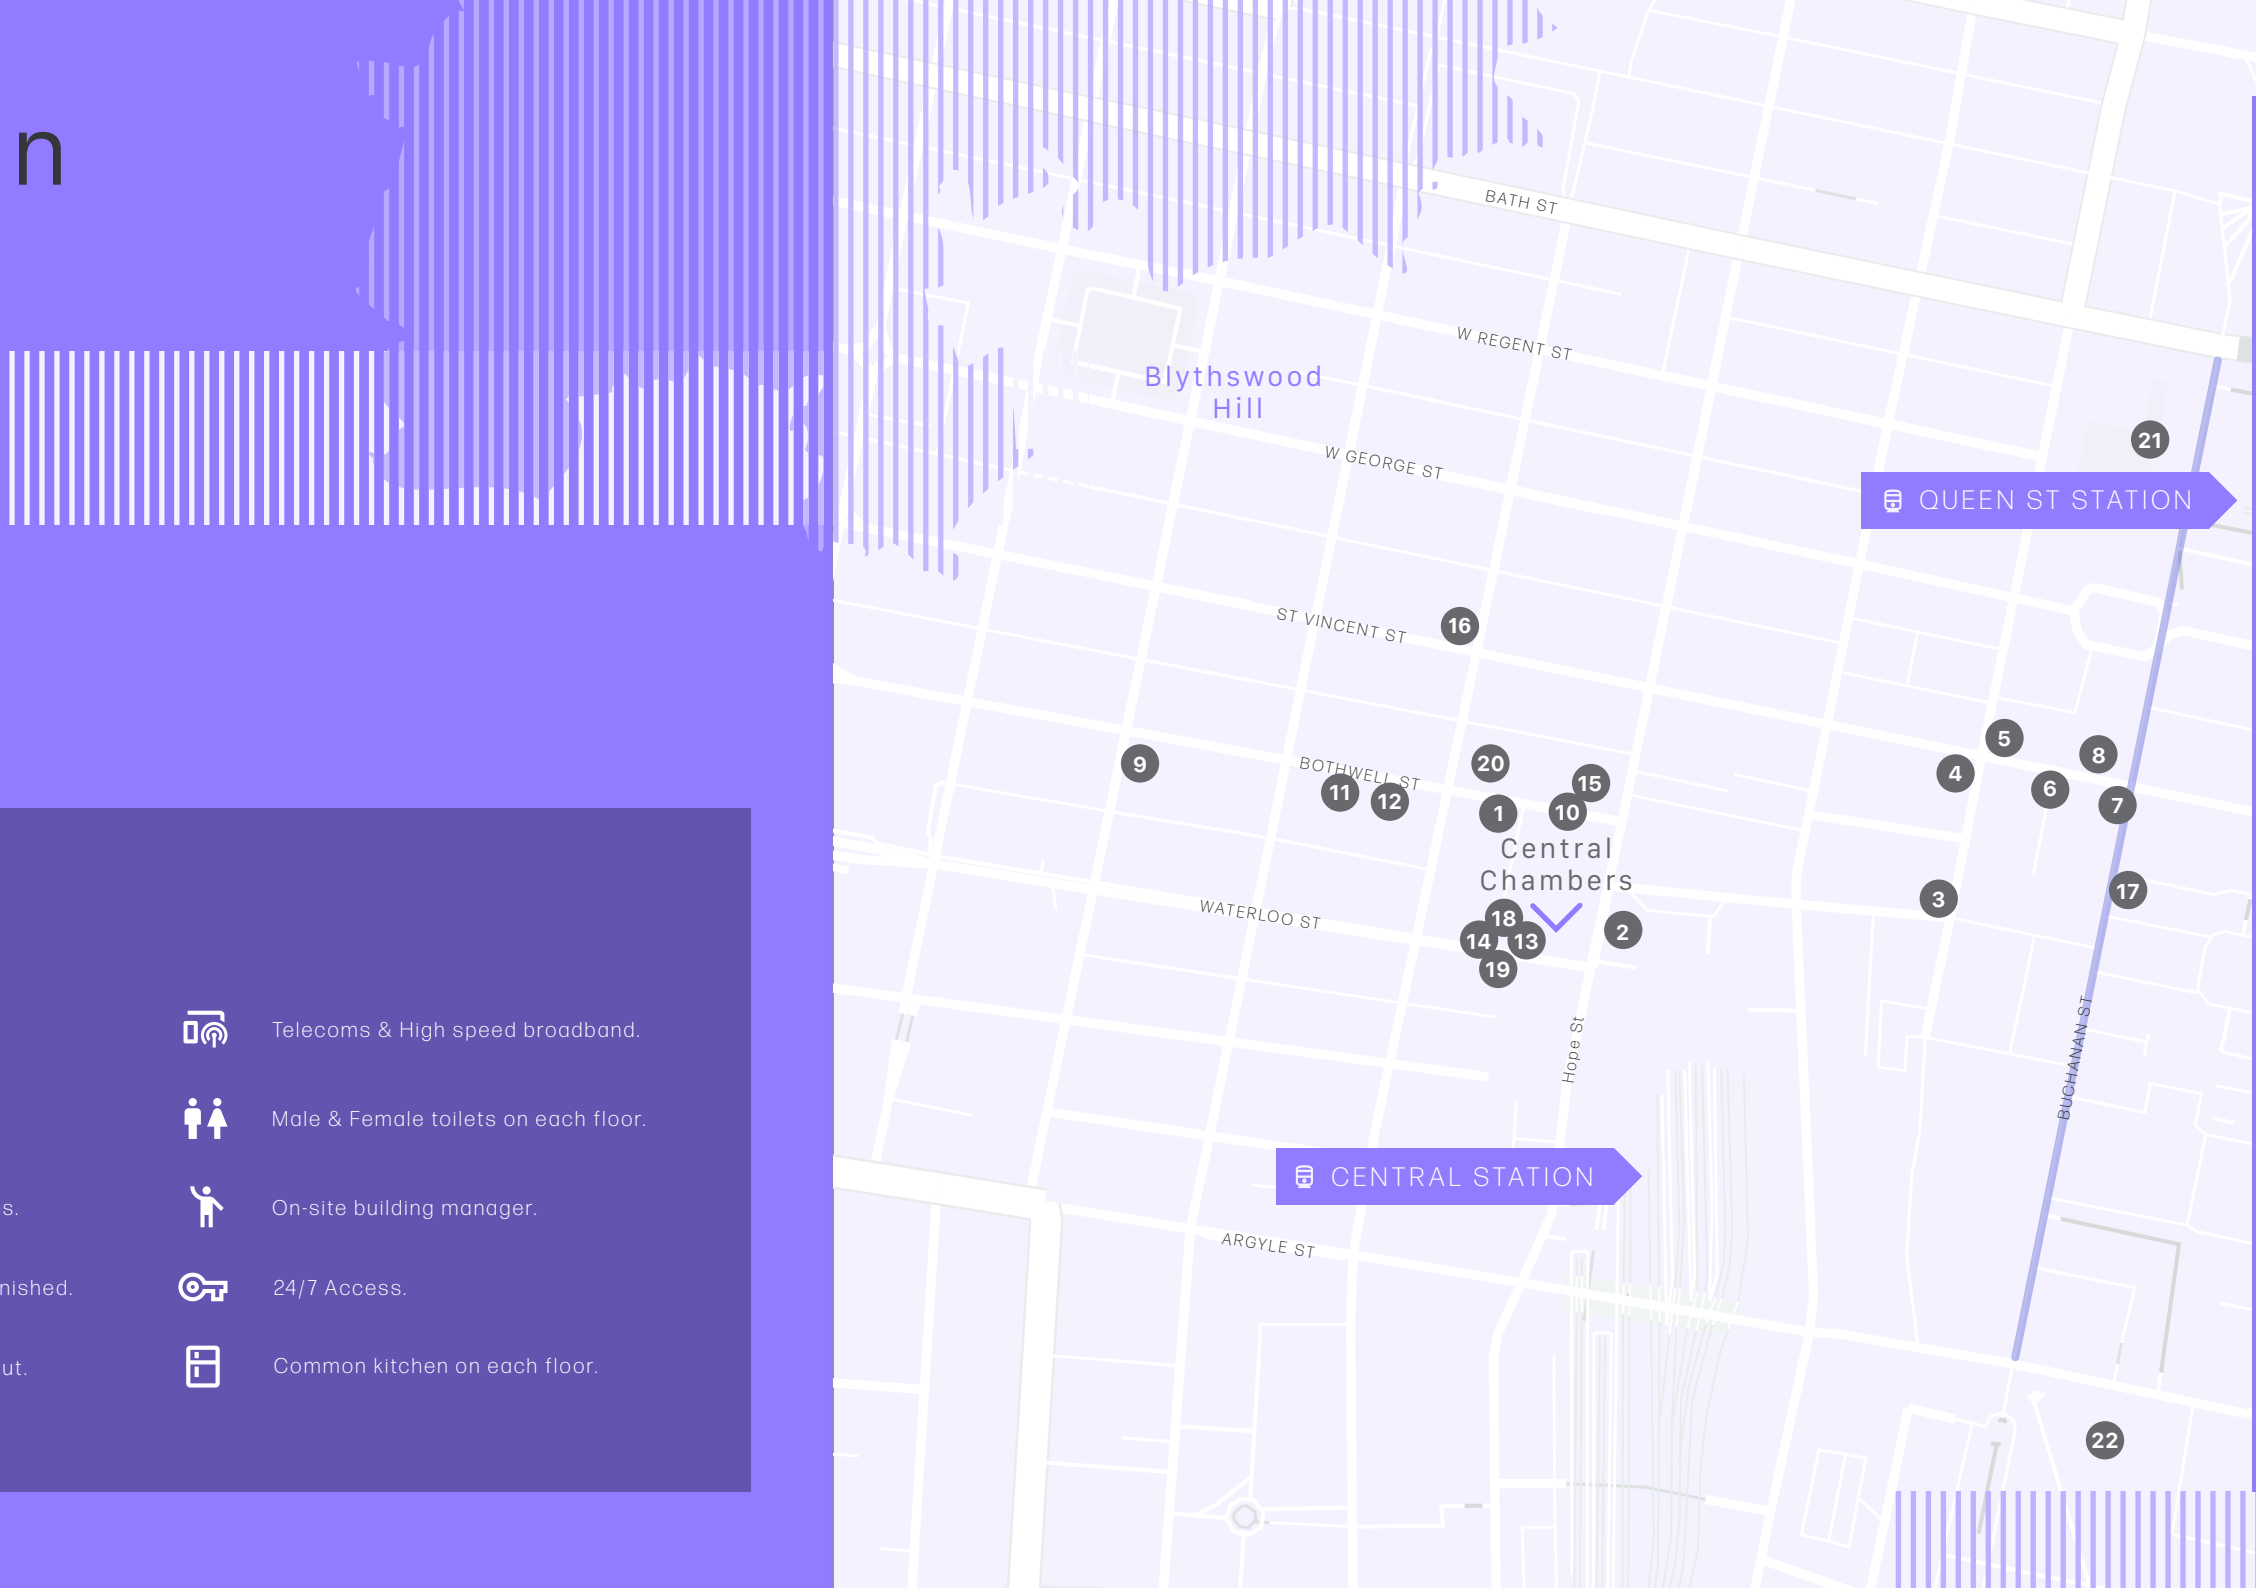 n
s.
nished.
ut.
Telecoms & High speed broadband.
Male & Female toilets on each floor.
On-site building manager.
24/7 Access.
Common kitchen on each floor.
BATH ST
W REGENT ST
Blythswood
Hill
W GEORGE ST
21
QUEEN ST STATION
ST VINCENT ST
16
5
8
4
6
7
9
BOTHWELL ST
11
12
20
15
1
10
Central
Chambers
3
17
WATERLOO ST
18
14
13
2
19
Hope St
BUCHANAN ST
CENTRAL STATION
ARGYLE ST
22